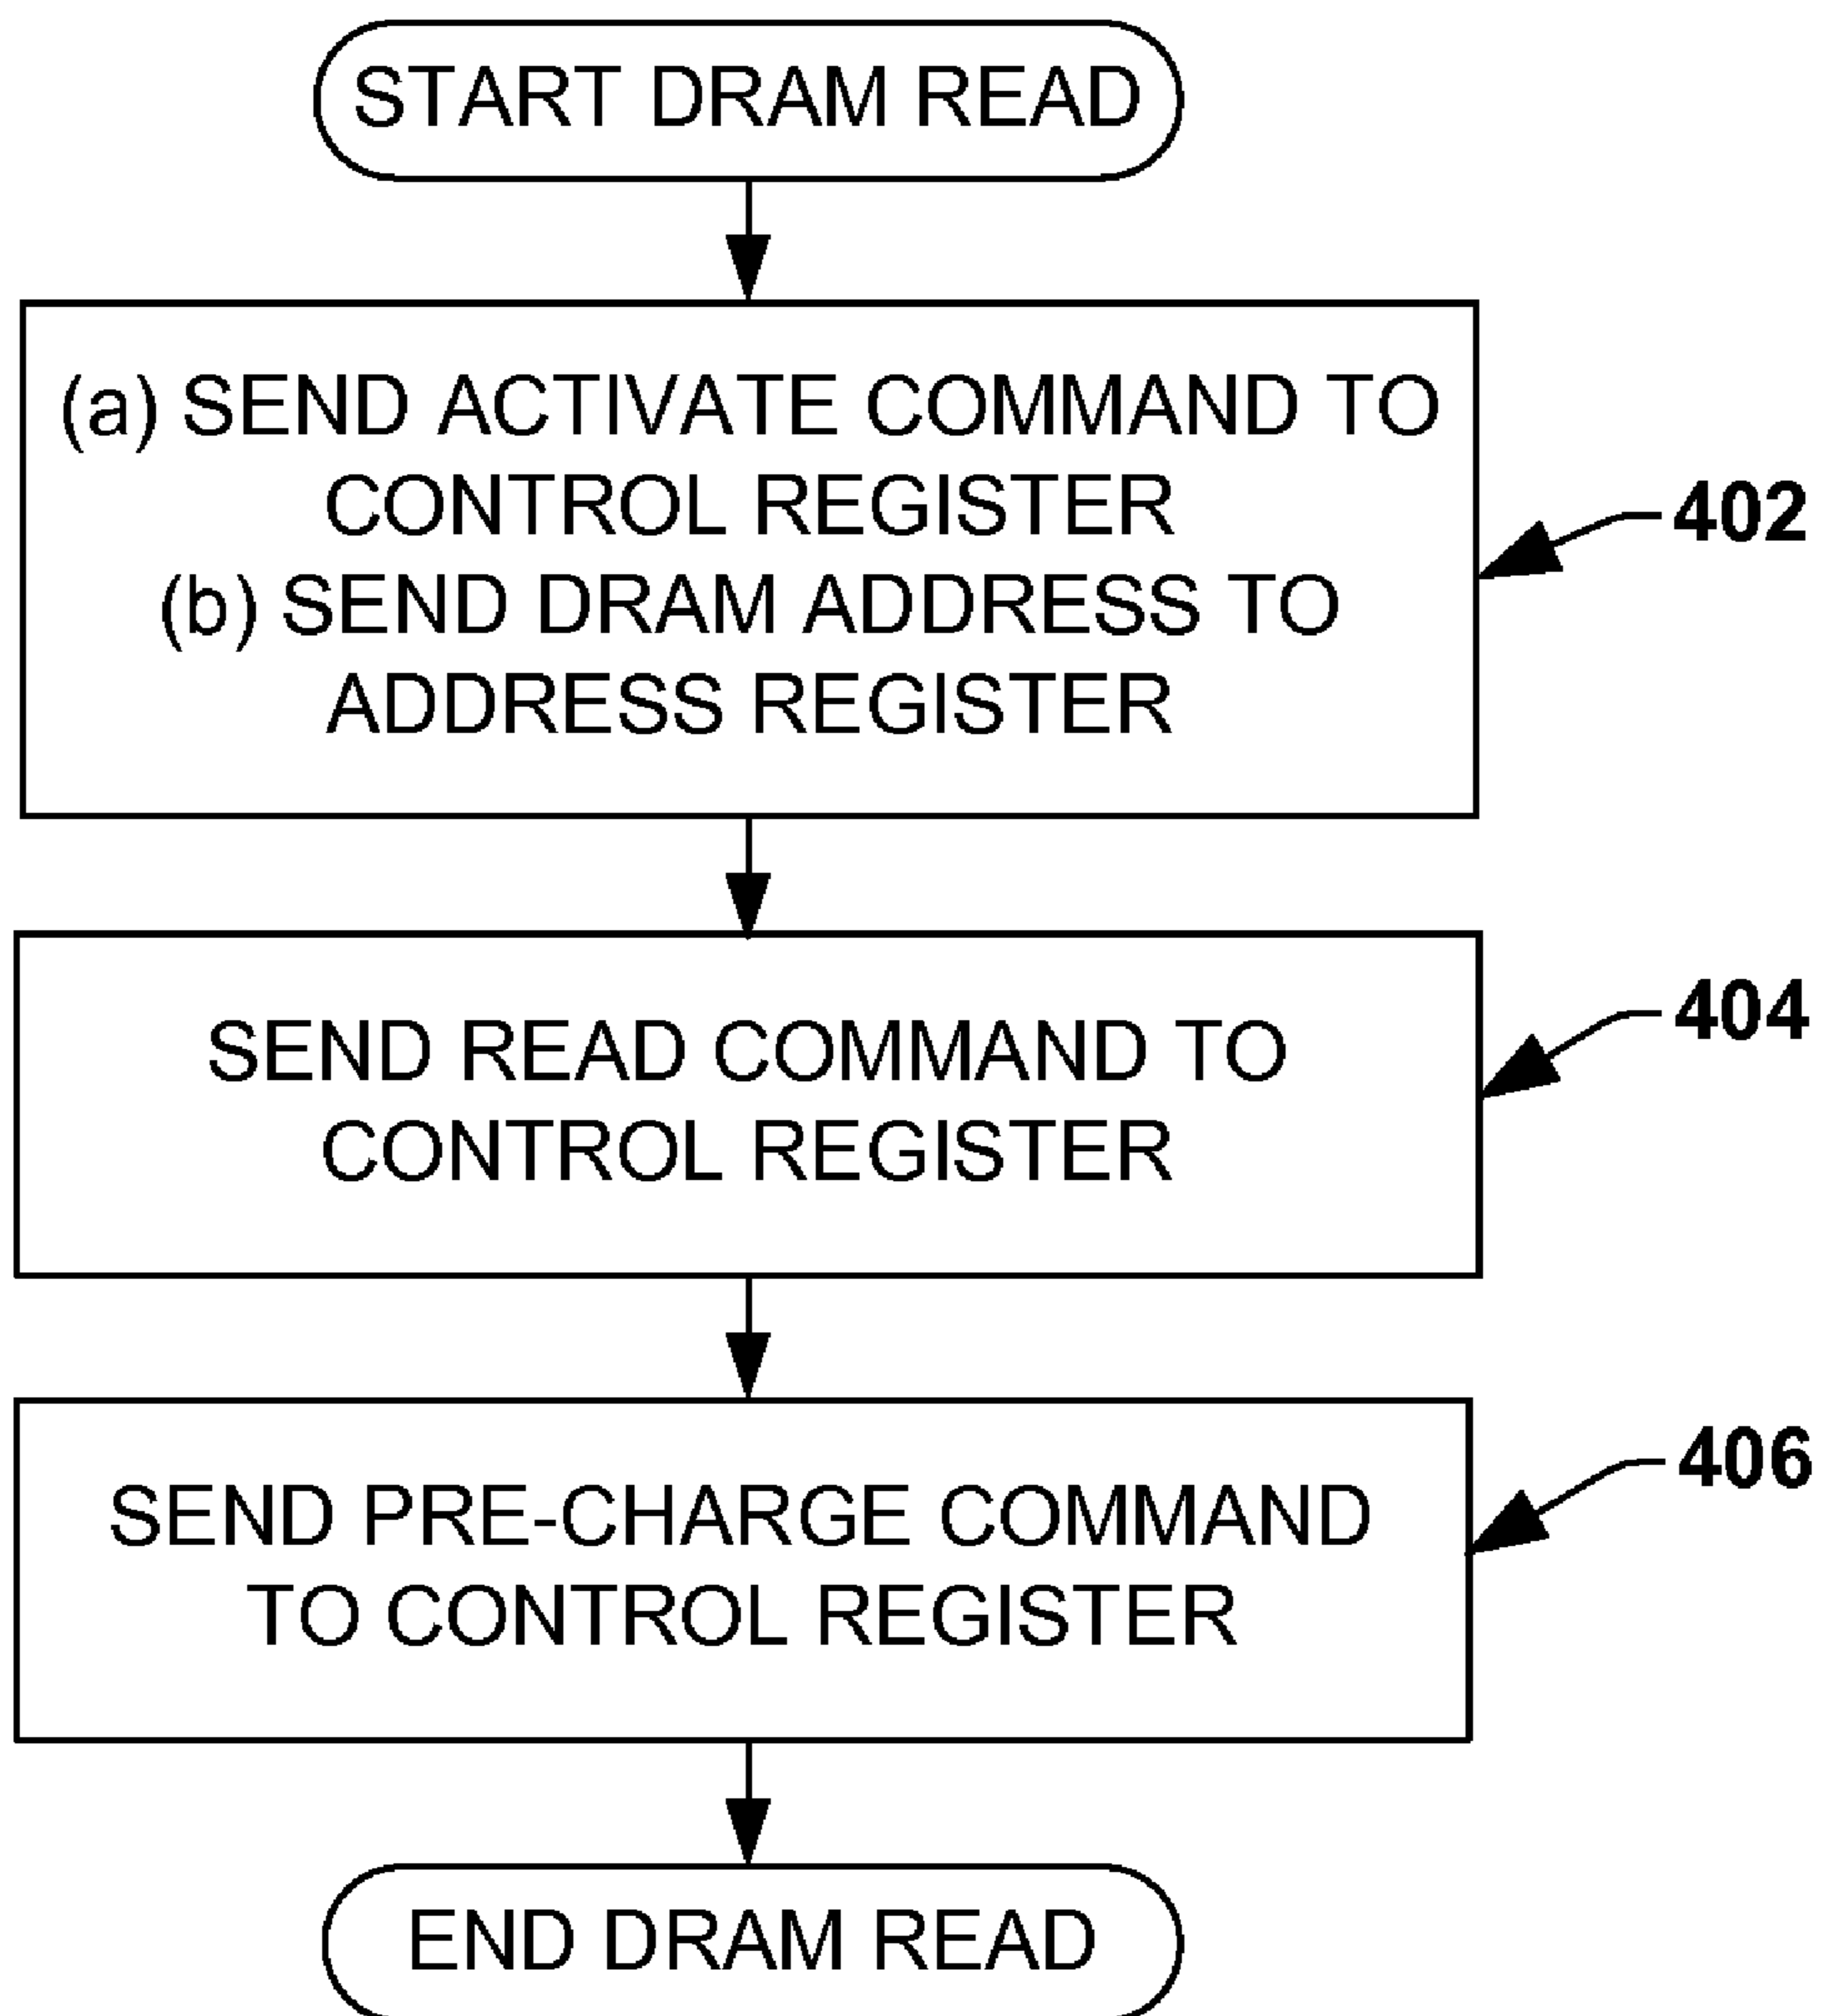 START DRAM READ
(a) SEND ACTIVATE COMMAND TO
CONTROL REGISTER
(b) SEND DRAM ADDRESS TO
ADDRESS REGISTER
402
SEND READ COMMAND TO
CONTROL REGISTER
404
SEND PRE-CHARGE COMMAND
TO CONTROL REGISTER
406
END DRAM READ